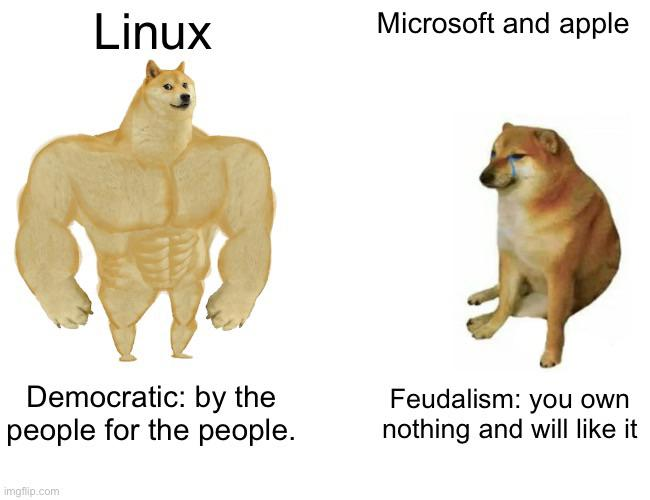 Linux
Microsoft and apple
Democratic: by the
people for the people.
Feudalism: you own
nothing and will like it
imgflip.com